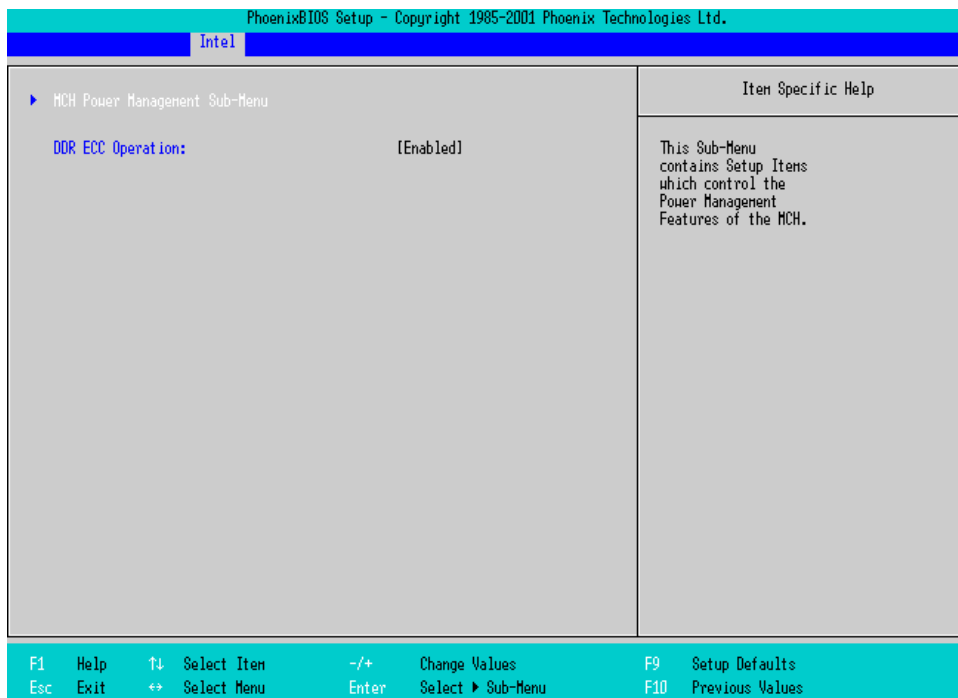 PhoenixBIOS Setup - Copyright 1985-2001 Phoenix Technologies Ltd.
Intel
▶ MCH Power Management Sub-Menu
DDR ECC Operation: [Enabled]
Item Specific Help
This Sub-Menu
contains Setup Items
which control the
Power Management
Features of the MCH.
F1 Help ↑↓ Select Item -/+ Change Values F9 Setup Defaults
Esc Exit ↔ Select Menu Enter Select ▶ Sub-Menu F10 Previous Values